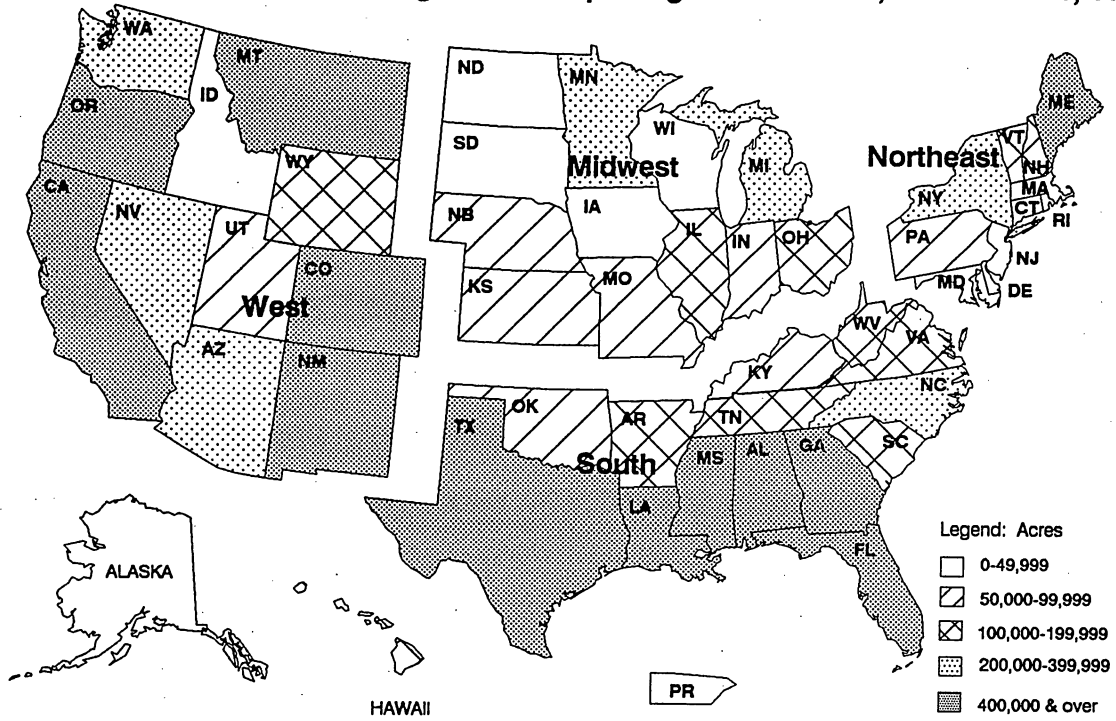 WA
MT
ND
MN
ME
OR
ID
SD
WI
VT
WY
Midwest
MI
Northeast
NH
MA
CA
NV
UT
NB
IA
NY
CT
RI
IL
IN
OH
PA
CO
KS
MO
NJ
MD
DE
West
WV
VA
AZ
NM
KY
NC
TX
OK
AR
TN
SC
South
MS
AL
GA
LA
FL
ALASKA
HAWAII
PR
Legend: Acres
0-49,999
50,000-99,999
100,000-199,999
200,000-399,999
400,000 & over